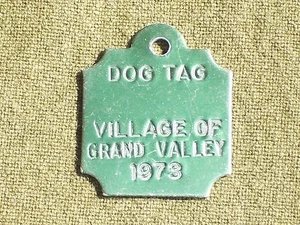 DOG TAG
VILLAGE OF
GRAND VALLEY
1973